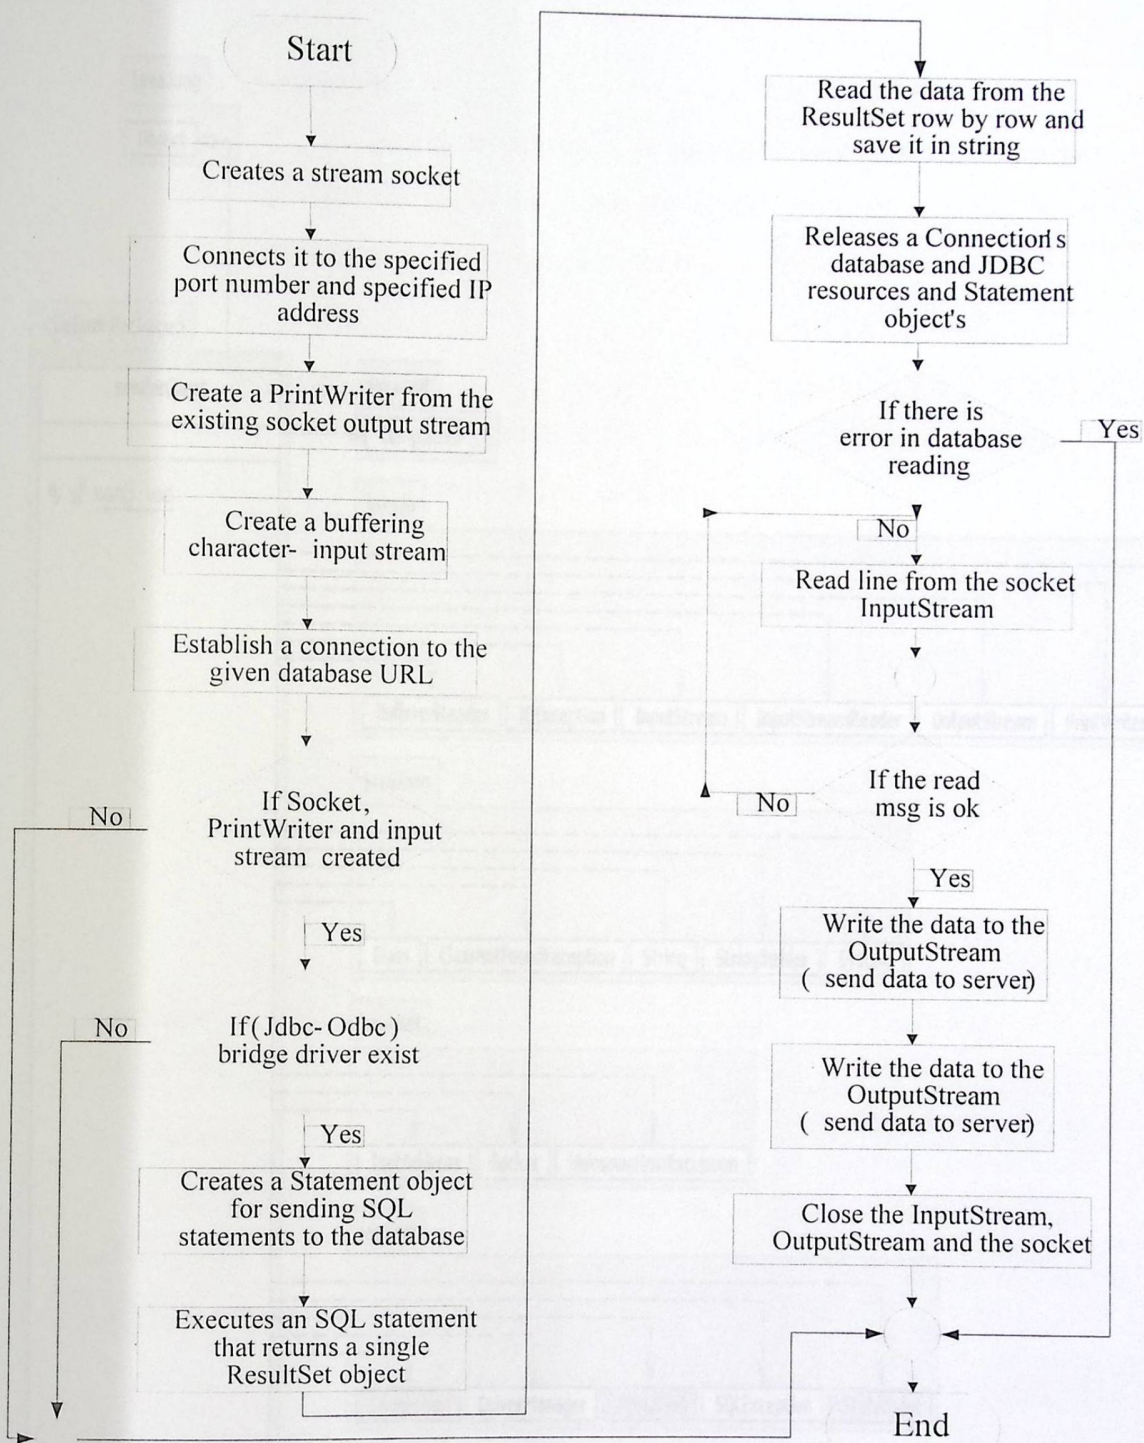 Start
Creates a stream socket
Connects it to the specified
port number and specified IP
address
Create a PrintWriter from the
existing socket output stream
Create a buffering
character- input stream
Establish a connection to the
given database URL
If Socket,
PrintWriter and input
stream created
No
Yes
If(Jdbc-Odbc)
bridge driver exist
No
Yes
Creates a Statement object
for sending SQL
statements to the database
Executes an SQL statement
that returns a single
ResultSet object
Read the data from the
ResultSet row by row and
save it in string
Releases a Connection's
database and JDBC
resources and Statement
object's
If there is
error in database
reading
Yes
No
Read line from the socket
InputStream
If the read
msg is ok
No
Yes
Write the data to the
OutputStream
( send data to server)
Write the data to the
OutputStream
( send data to server)
Close the InputStream,
OutputStream and the socket
End